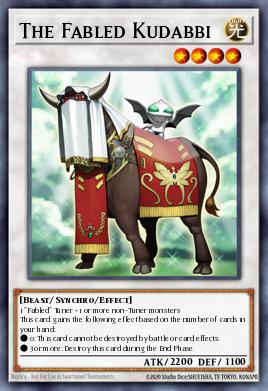 The Fabled Kudabbi
LIGHT
光
[Beast/Synchro/Effect]
1 "Fabled" Tuner + 1 or more non-Tuner monsters
This card gains the following effect based on the number of cards in
your hand:
● 0: This card cannot be destroyed by battle or card effects.
● 3 or more: Destroy this card during the End Phase.
ATK/2200 DEF/1100
Replica - Not For Use in Sanctioned Tournaments
©2020 Studio Dice/SHUEISHA, TV TOKYO, KONAMI